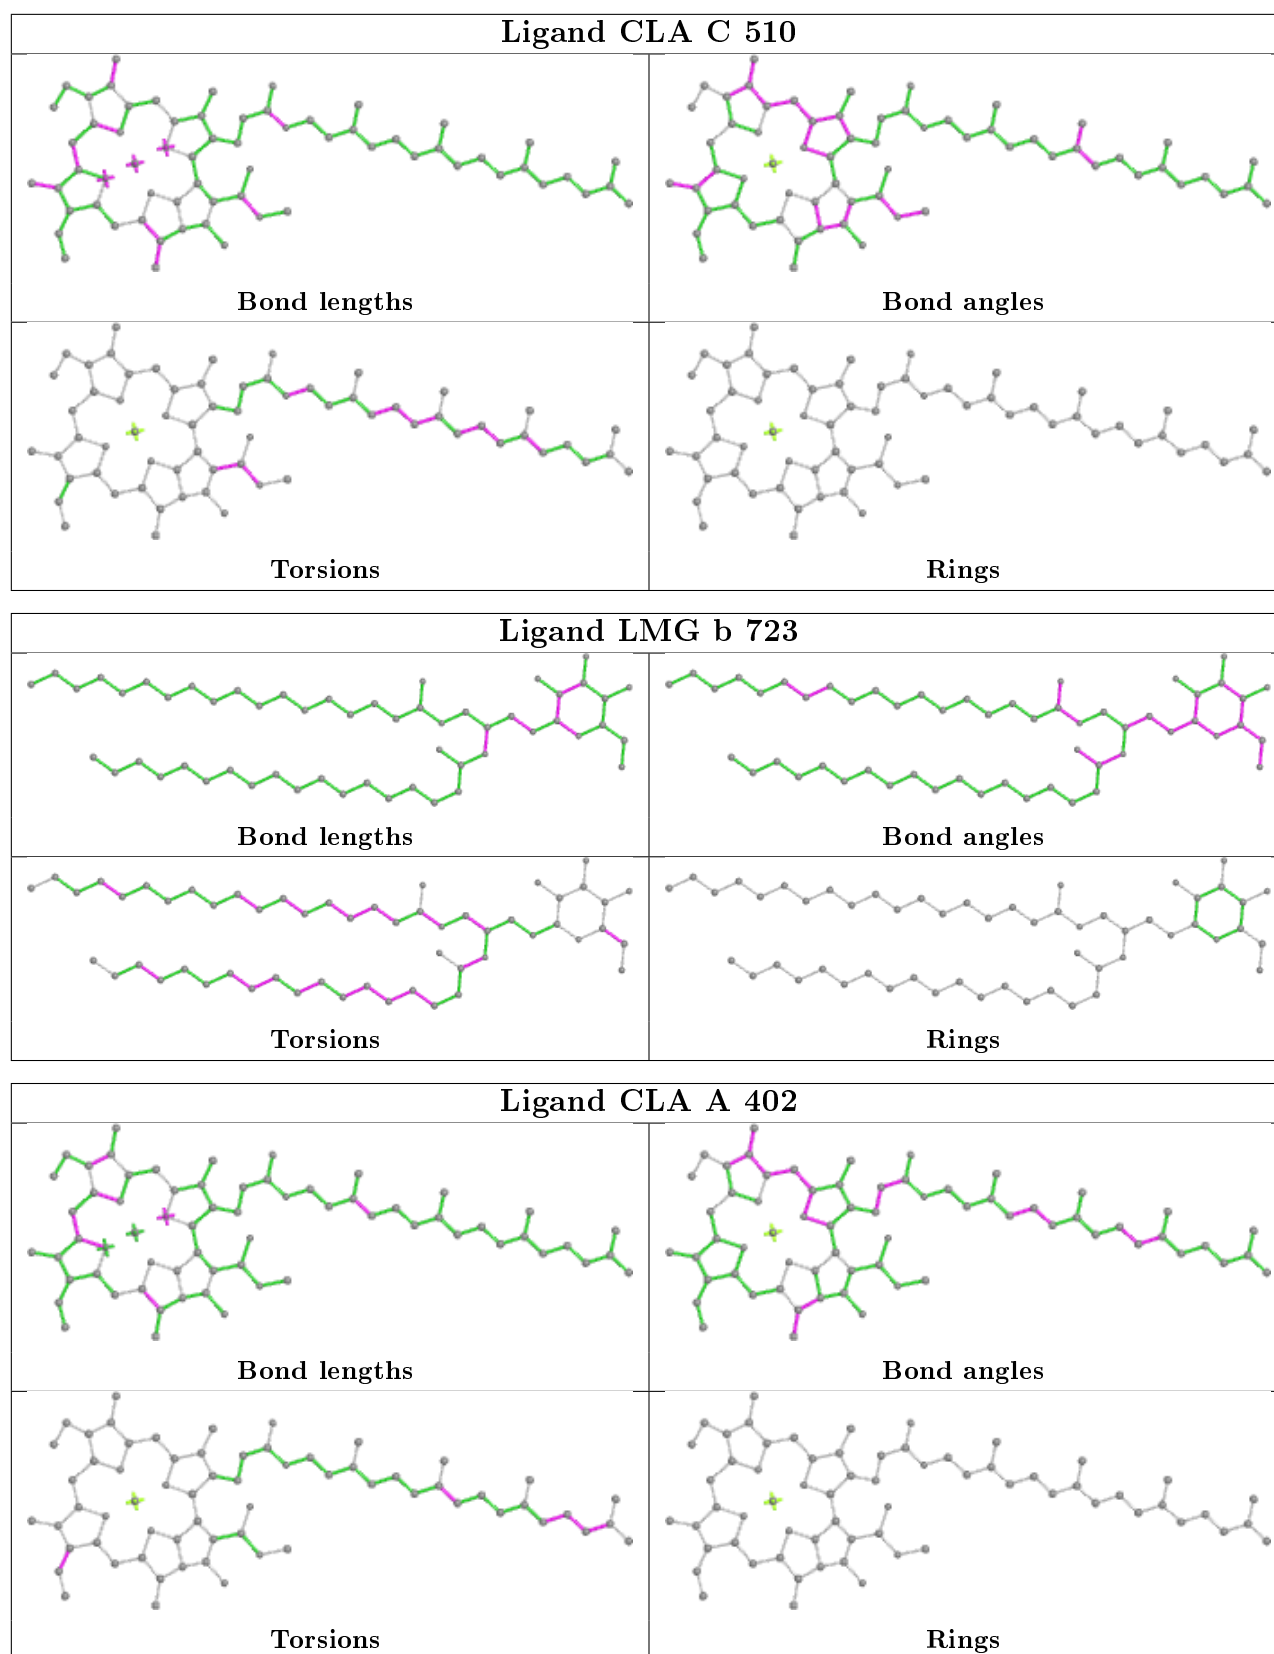 Ligand CLA C 510
Bond lengths
Bond angles
Torsions
Rings
Ligand LMG b 723
Bond lengths
Bond angles
Torsions
Rings
Ligand CLA A 402
Bond lengths
Bond angles
Torsions
Rings